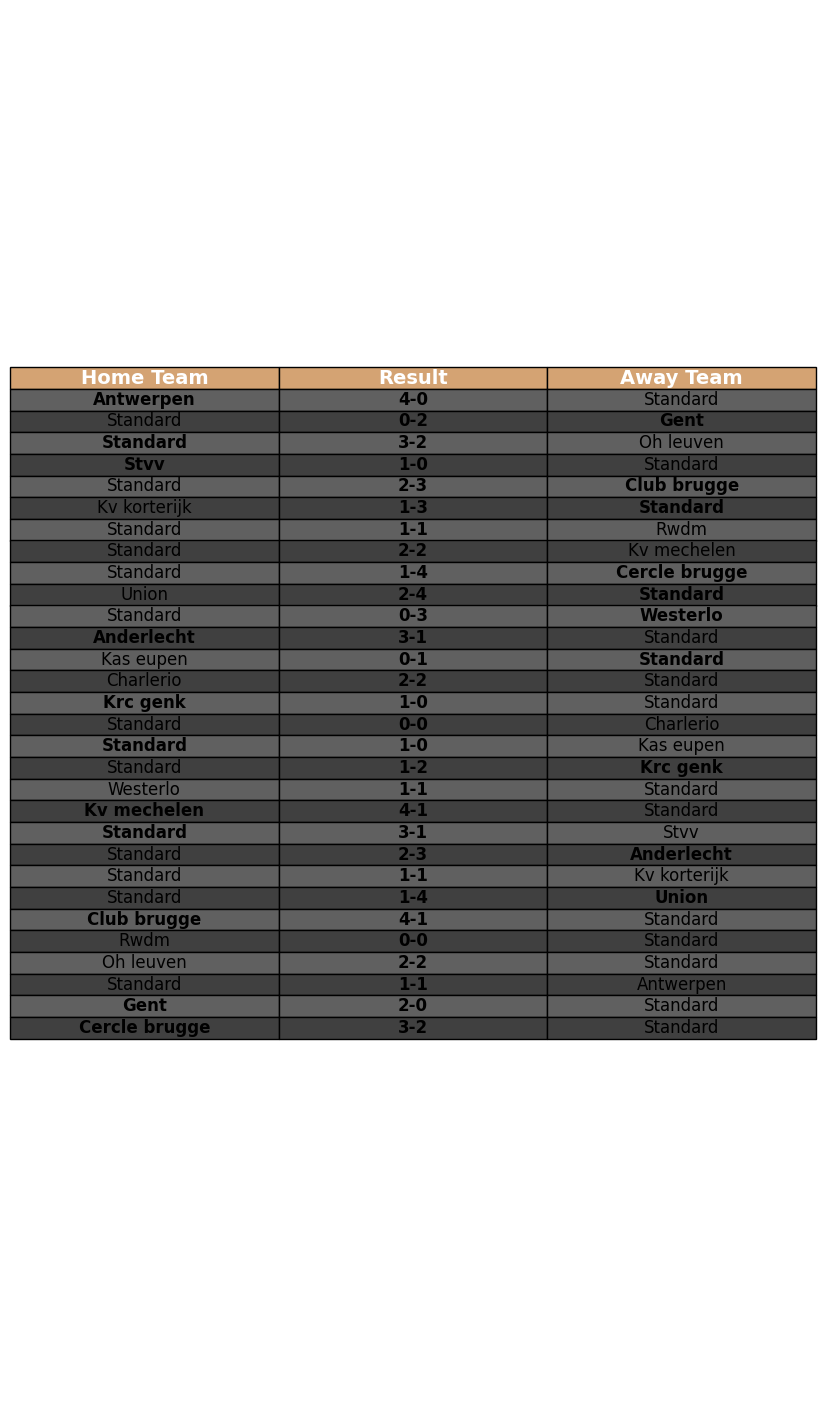 Home Team Result Away Team
Antwerpen 4-0 Standard
Standard 0-2 Gent
Standard 3-2 Oh leuven
Stvv 1-0 Standard
Standard 2-3 Club brugge
Kv korterijk 1-3 Standard
Standard 1-1 Rwdm
Standard 2-2 Kv mechelen
Standard 1-4 Cercle brugge
Union 2-4 Standard
Standard 0-3 Westerlo
Anderlecht 3-1 Standard
Kas eupen 0-1 Standard
Charlerio 2-2 Standard
Krc genk 1-0 Standard
Standard 0-0 Charlerio
Standard 1-0 Kas eupen
Standard 1-2 Krc genk
Westerlo 1-1 Standard
Kv mechelen 4-1 Standard
Standard 3-1 Stvv
Standard 2-3 Anderlecht
Standard 1-1 Kv korterijk
Standard 1-4 Union
Club brugge 4-1 Standard
Rwdm 0-0 Standard
Oh leuven 2-2 Standard
Standard 1-1 Antwerpen
Gent 2-0 Standard
Cercle brugge 3-2 Standard